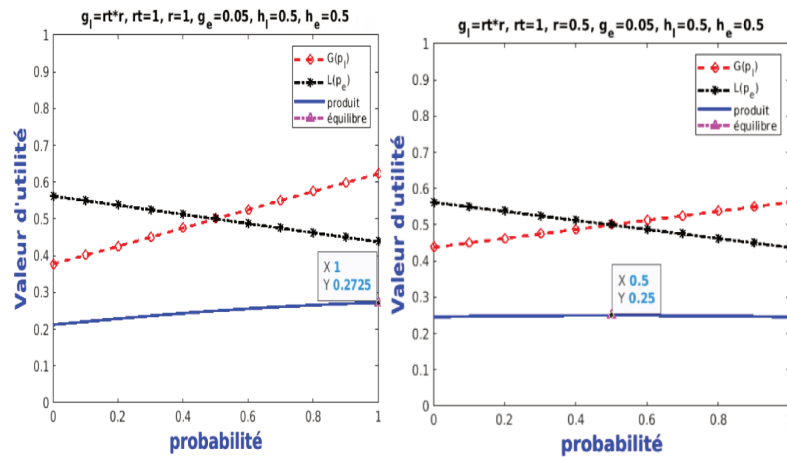 g_l=rt*r, rt=1, r=1, g_e=0.05, h_l=0.5, h_e=0.5
1
0.9
0.8
0.7
0.6
0.5
0.4
0.3
0.2
0.1
0
Valeur d'utilité
G(p_l)
L(p_e)
produit
équilibre
X 1
Y 0.2725
0 0.2 0.4 0.6 0.8 1
probabilité
g_l=rt*r, rt=1, r=0.5, g_e=0.05, h_l=0.5, h_e=0.5
1
0.9
0.8
0.7
0.6
0.5
0.4
0.3
0.2
0.1
0
Valeur d'utilité
G(p_l)
L(p_e)
produit
équilibre
X 0.5
Y 0.25
0 0.2 0.4 0.6 0.8
probabilité